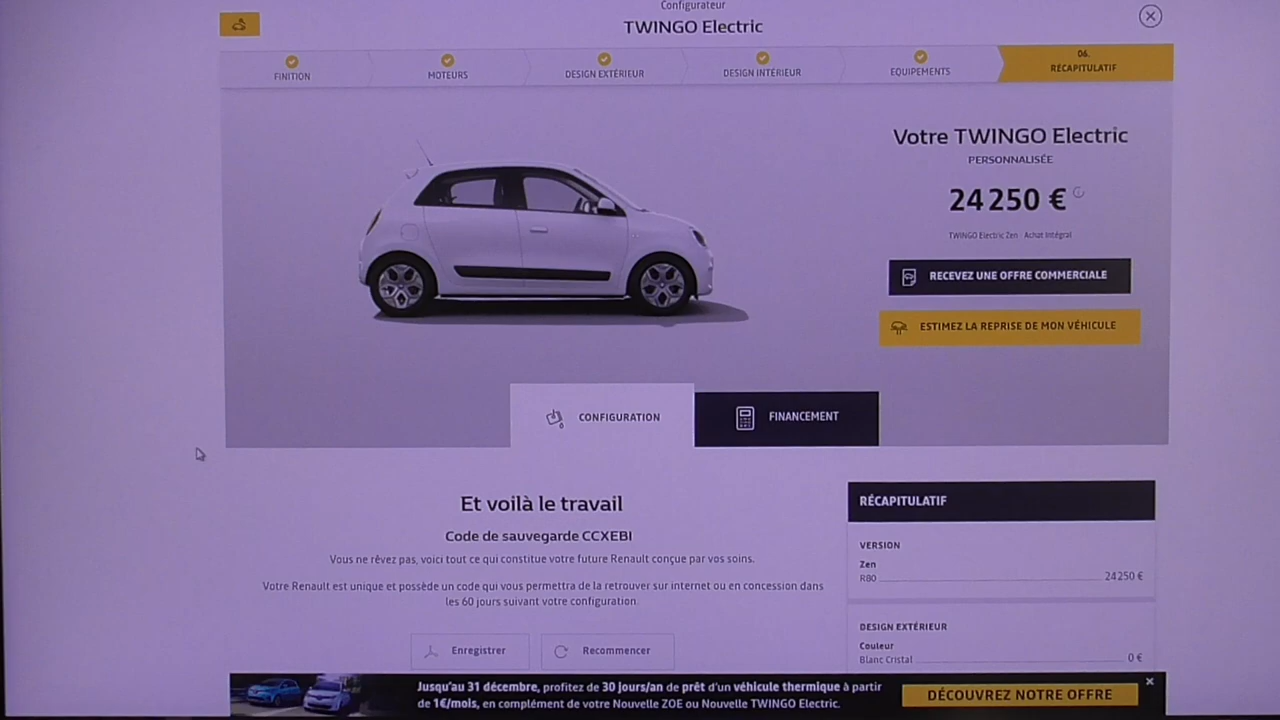 Configurateur
TWINGO Electric
FINITION
MOTEURS
DESIGN EXTÉRIEUR
DESIGN INTÉRIEUR
EQUIPEMENTS
06.
RÉCAPITULATIF
Votre TWINGO Electric
PERSONNALISÉE
24 250 €
TWINGO Electric Zen - Achat Intégral
RECEVEZ UNE OFFRE COMMERCIALE
ESTIMEZ LA REPRISE DE MON VÉHICULE
CONFIGURATION
FINANCEMENT
Et voilà le travail
Code de sauvegarde CCXEBI
Vous ne rêvez pas, voici tout ce qui constitue votre future Renault conçue par vos soins.
Votre Renault est unique et possède un code qui vous permettra de la retrouver sur internet ou en concession dans
les 60 jours suivant votre configuration.
Enregistrer
Recommencer
RÉCAPITULATIF
VERSION
Zen
R80 24 250 €
DESIGN EXTÉRIEUR
Couleur
Blanc Cristal 0 €
Jusqu'au 31 décembre, profitez de 30 jours/an de prêt d'un véhicule thermique à partir
de 1€/mois, en complément de votre Nouvelle ZOE ou Nouvelle TWINGO Electric.
DÉCOUVREZ NOTRE OFFRE